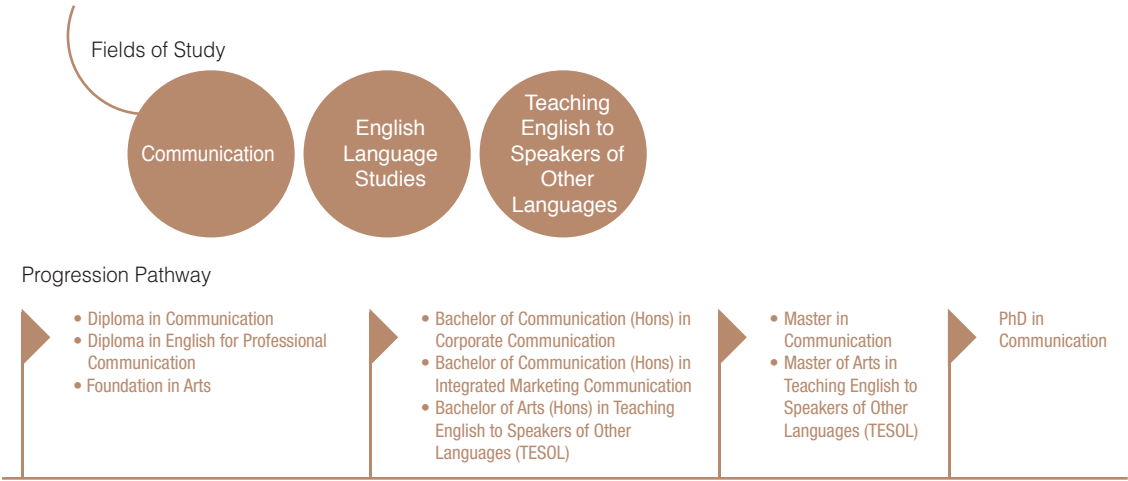 Fields of Study
Communication
English
Language
Studies
Teaching
English to
Speakers of
Other
Languages
Progression Pathway
• Diploma in Communication
• Diploma in English for Professional
Communication
• Foundation in Arts
• Bachelor of Communication (Hons) in
Corporate Communication
• Bachelor of Communication (Hons) in
Integrated Marketing Communication
• Bachelor of Arts (Hons) in Teaching
English to Speakers of Other
Languages (TESOL)
• Master in
Communication
• Master of Arts in
Teaching English to
Speakers of Other
Languages (TESOL)
PhD in
Communication